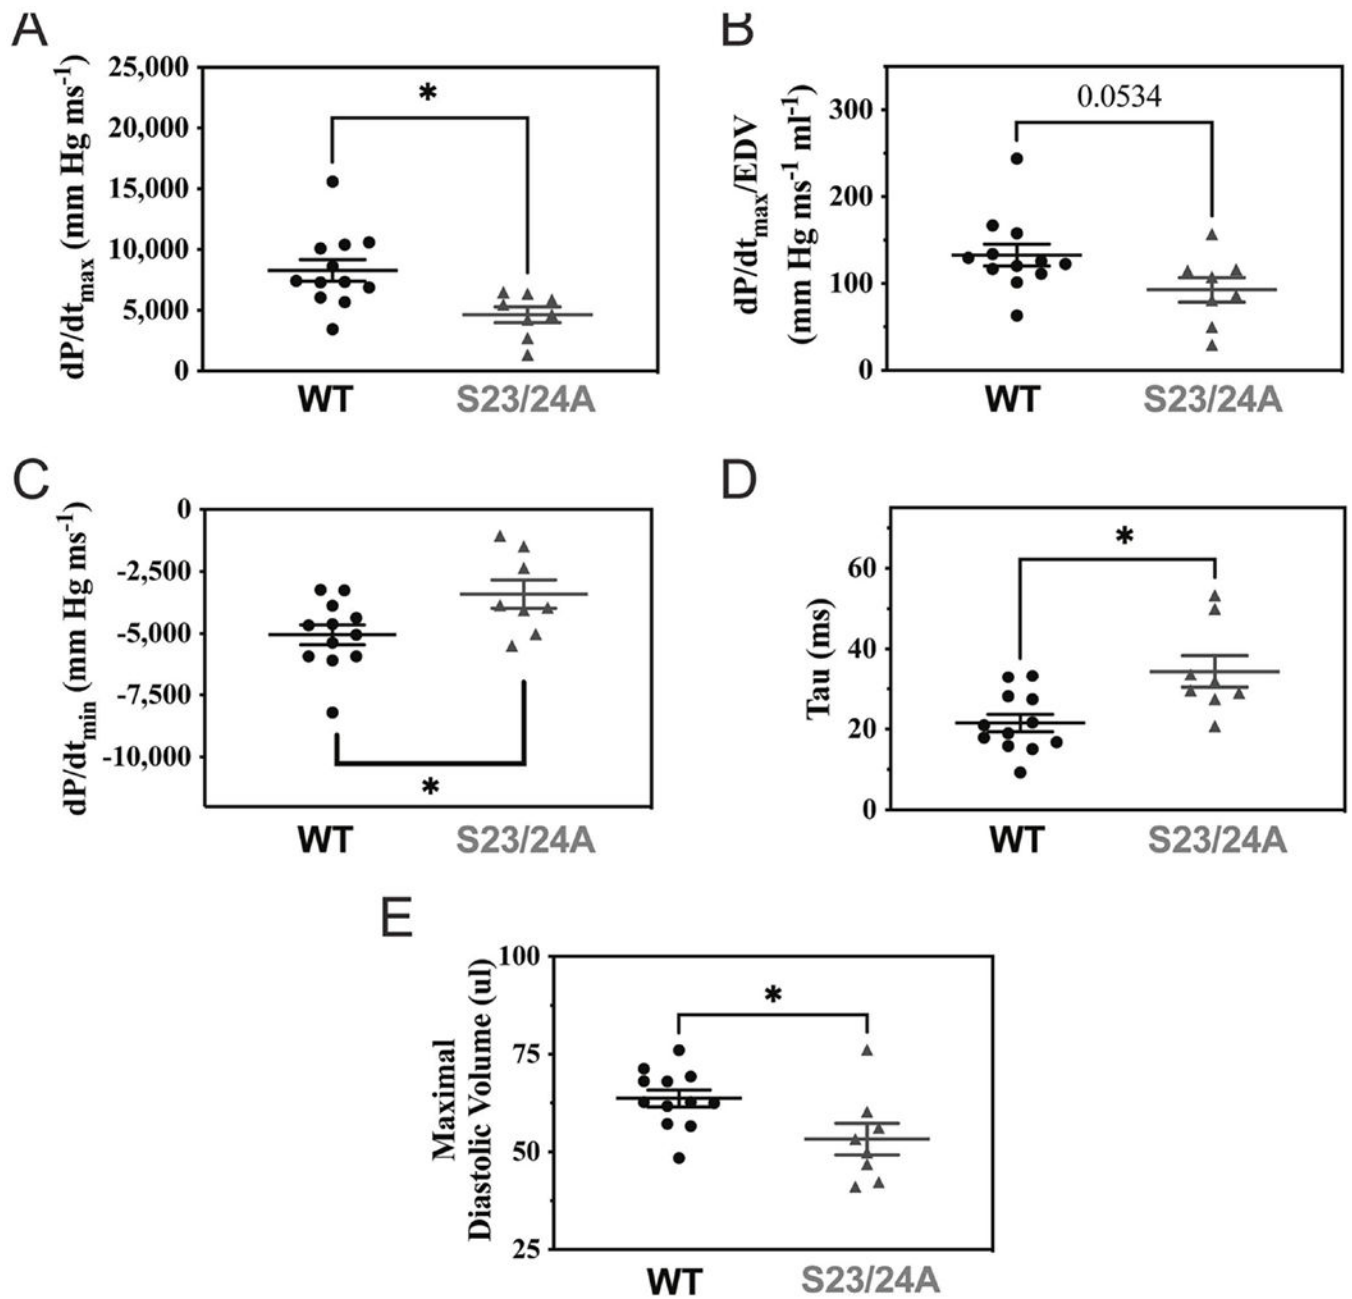 A
dP/dtmax (mm Hg ms-1)
25,000
20,000
15,000
10,000
5,000
0
*
WT
S23/24A
B
dP/dtmax/EDV
(mm Hg ms-1 ml-1)
300
200
100
0
0.0534
WT
S23/24A
C
dP/dtmin (mm Hg ms-1)
0
-2,500
-5,000
-7,500
-10,000
*
WT
S23/24A
D
Tau (ms)
60
40
20
0
*
WT
S23/24A
E
Maximal
Diastolic Volume (ul)
100
75
50
25
*
WT
S23/24A